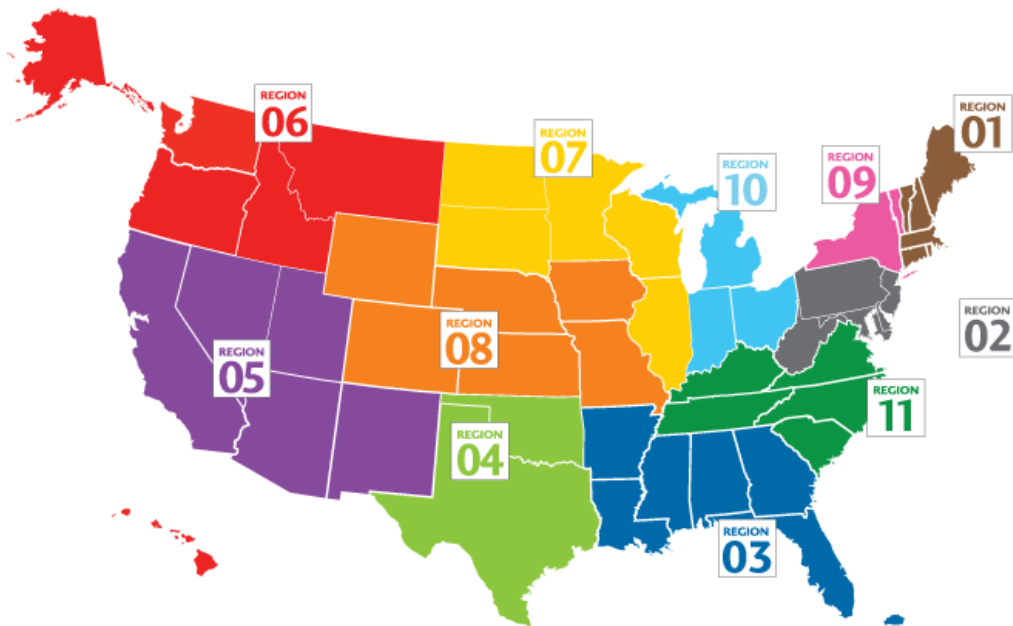 REGION
06
REGION
07
REGION
10
REGION
09
REGION
01
REGION
02
REGION
08
REGION
05
REGION
11
REGION
04
REGION
03